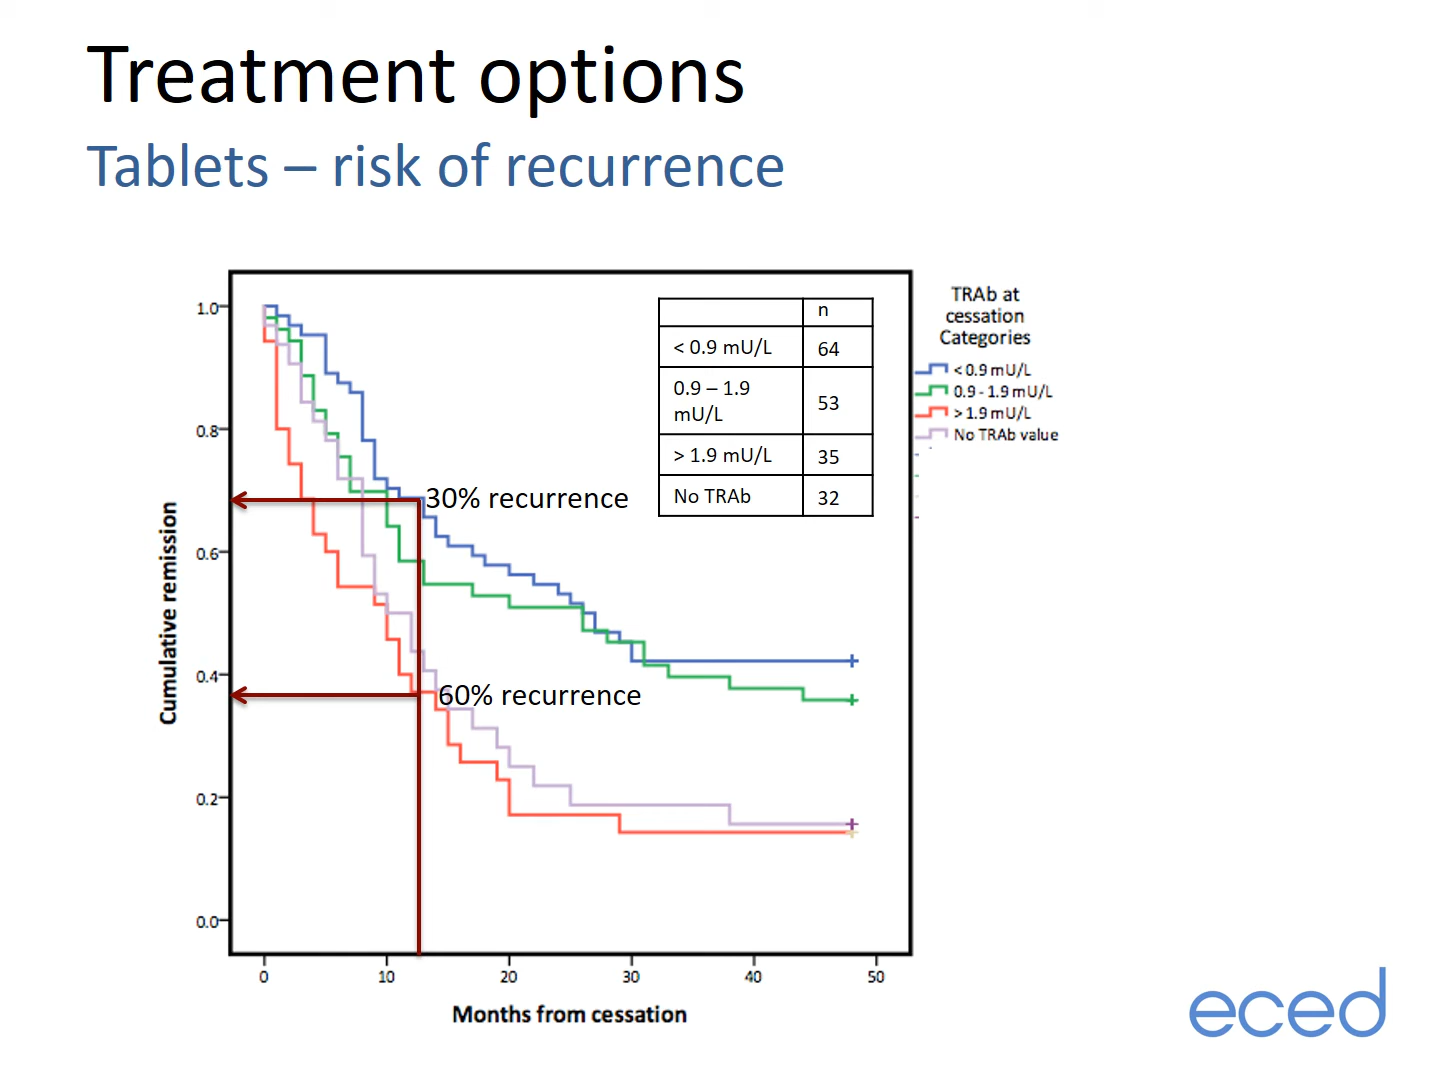 Treatment options
Tablets – risk of recurrence
n
< 0.9 mU/L 64
0.9 – 1.9
mU/L 53
> 1.9 mU/L 35
No TRAb 32
TRAb at
cessation
Categories
< 0.9 mU/L
0.9 - 1.9 mU/L
> 1.9 mU/L
No TRAb value
Cumulative remission
1.0
0.8
0.6
0.4
0.2
0.0
30% recurrence
60% recurrence
0 10 20 30 40 50
Months from cessation
eced